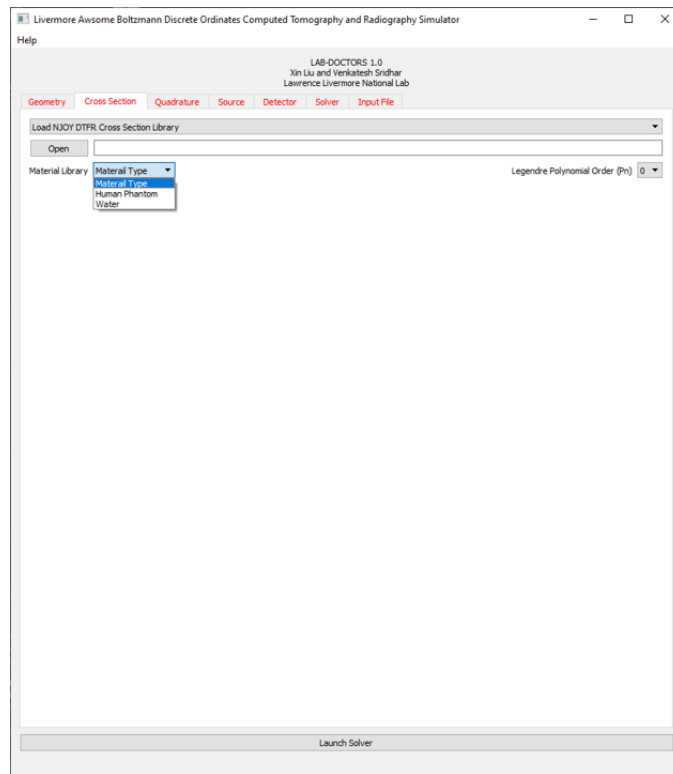 Livermore Awsome Boltzmann Discrete Ordinates Computed Tomography and Radiography Simulator
Help
LAB-DOCTORS 1.0
Xin Liu and Venkatesh Sridhar
Lawrence Livermore National Lab
Geometry Cross Section Quadrature Source Detector Solver Input File
Load NJOY DTFR Cross Section Library
Open
Material Library Materail Type Legendre Polynomial Order (Pn) 0
Materail Type
Human Phantom
Water
Launch Solver